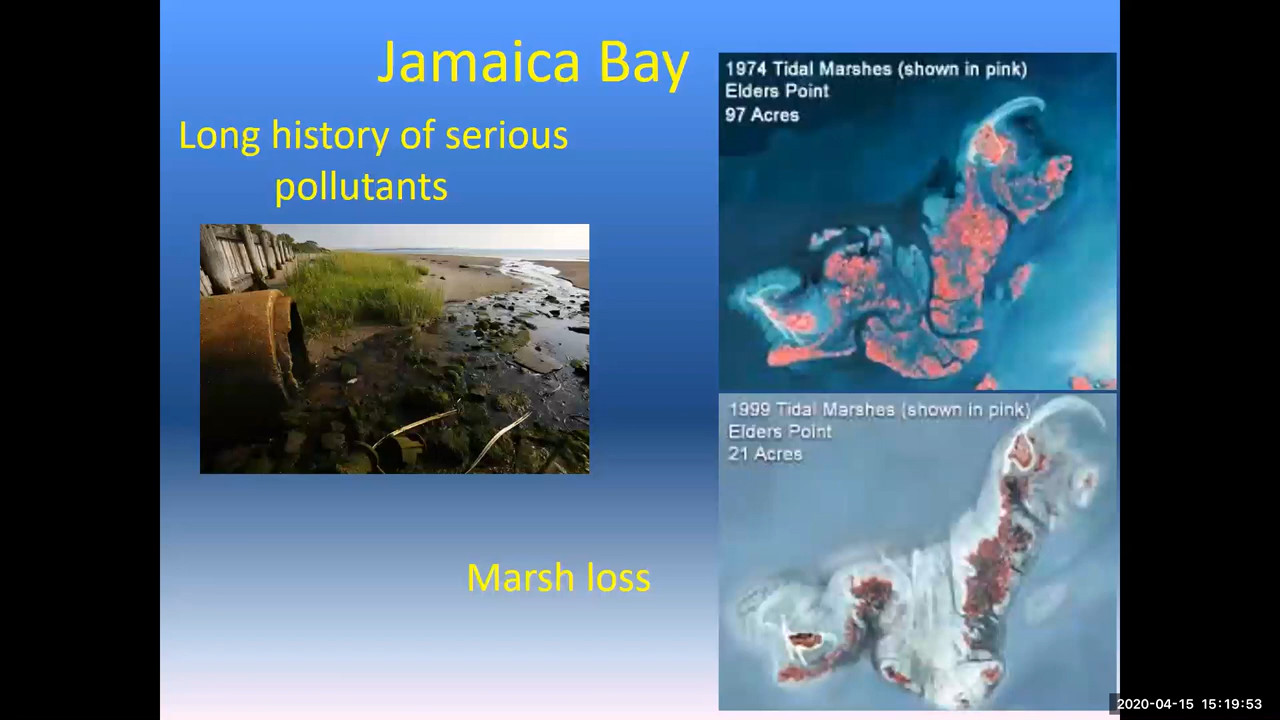 Jamaica Bay
Long history of serious
pollutants
Marsh loss
1974 Tidal Marshes (shown in pink)
Elders Point
97 Acres
1999 Tidal Marshes (shown in pink)
Elders Point
21 Acres
2020-04-15 15:19:53